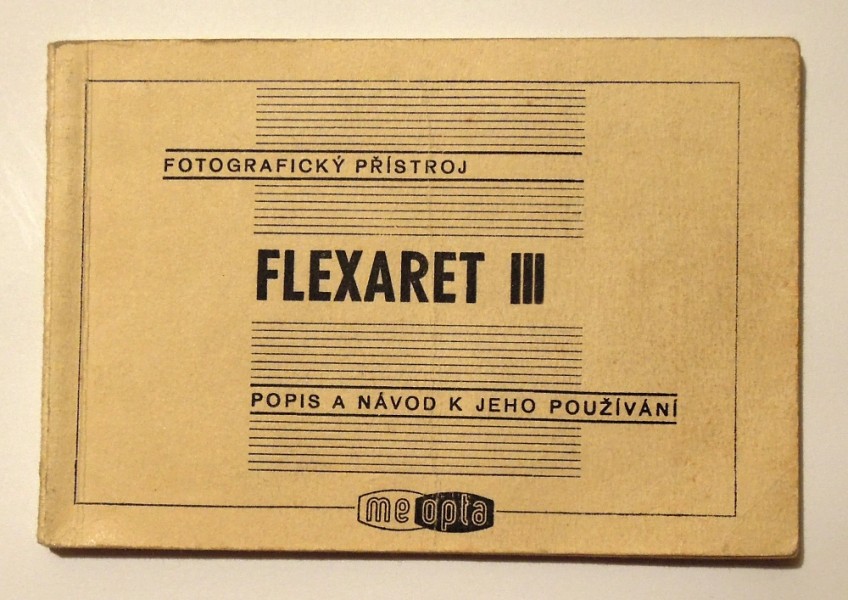 FOTOGRAFICKÝ PŘÍSTROJ
FLEXARET III
POPIS A NÁVOD K JEHO POUŽÍVÁNÍ
meopta